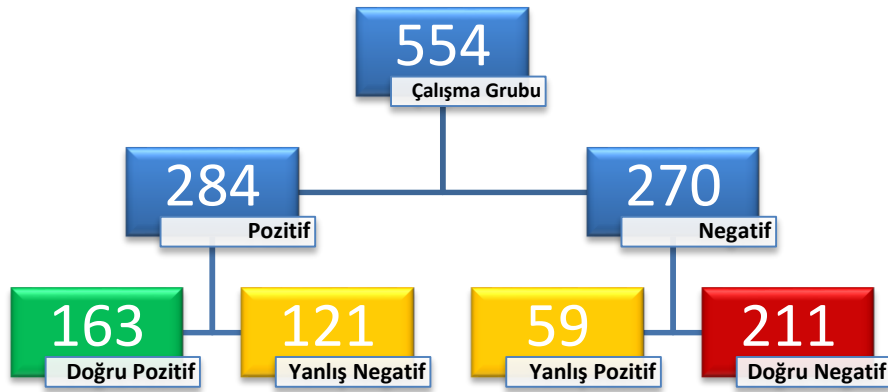 554
Çalışma Grubu
284
Pozitif
270
Negatif
163
Doğru Pozitif
121
Yanlış Negatif
59
Yanlış Pozitif
211
Doğru Negatif